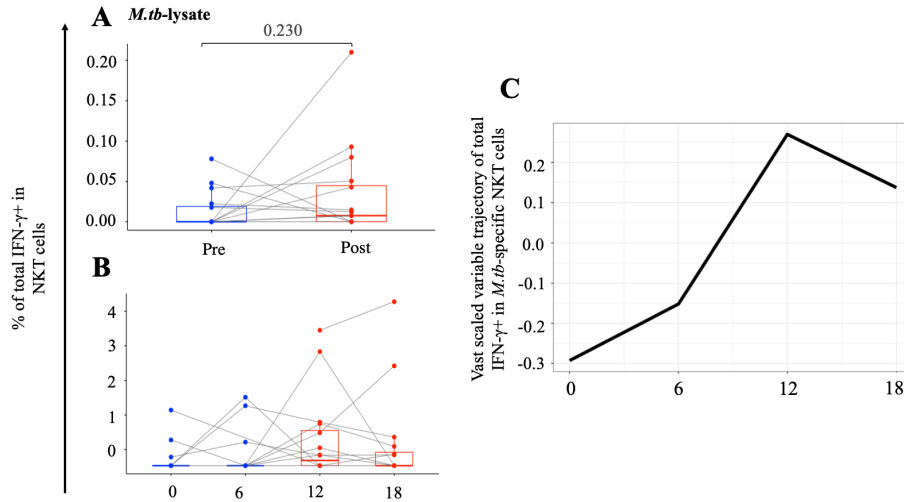 A
M.tb-lysate
0.230
0.20
0.15
0.10
0.05
0.00
Pre
Post
% of total IFN-γ+ in
NKT cells
B
4
3
2
1
0
0
6
12
18
C
Vast scaled variable trajectory of total
IFN-γ+ in M.tb-specific NKT cells
0.2
0.2
0.0
-0.1
-0.1
-0.3
0
6
12
18